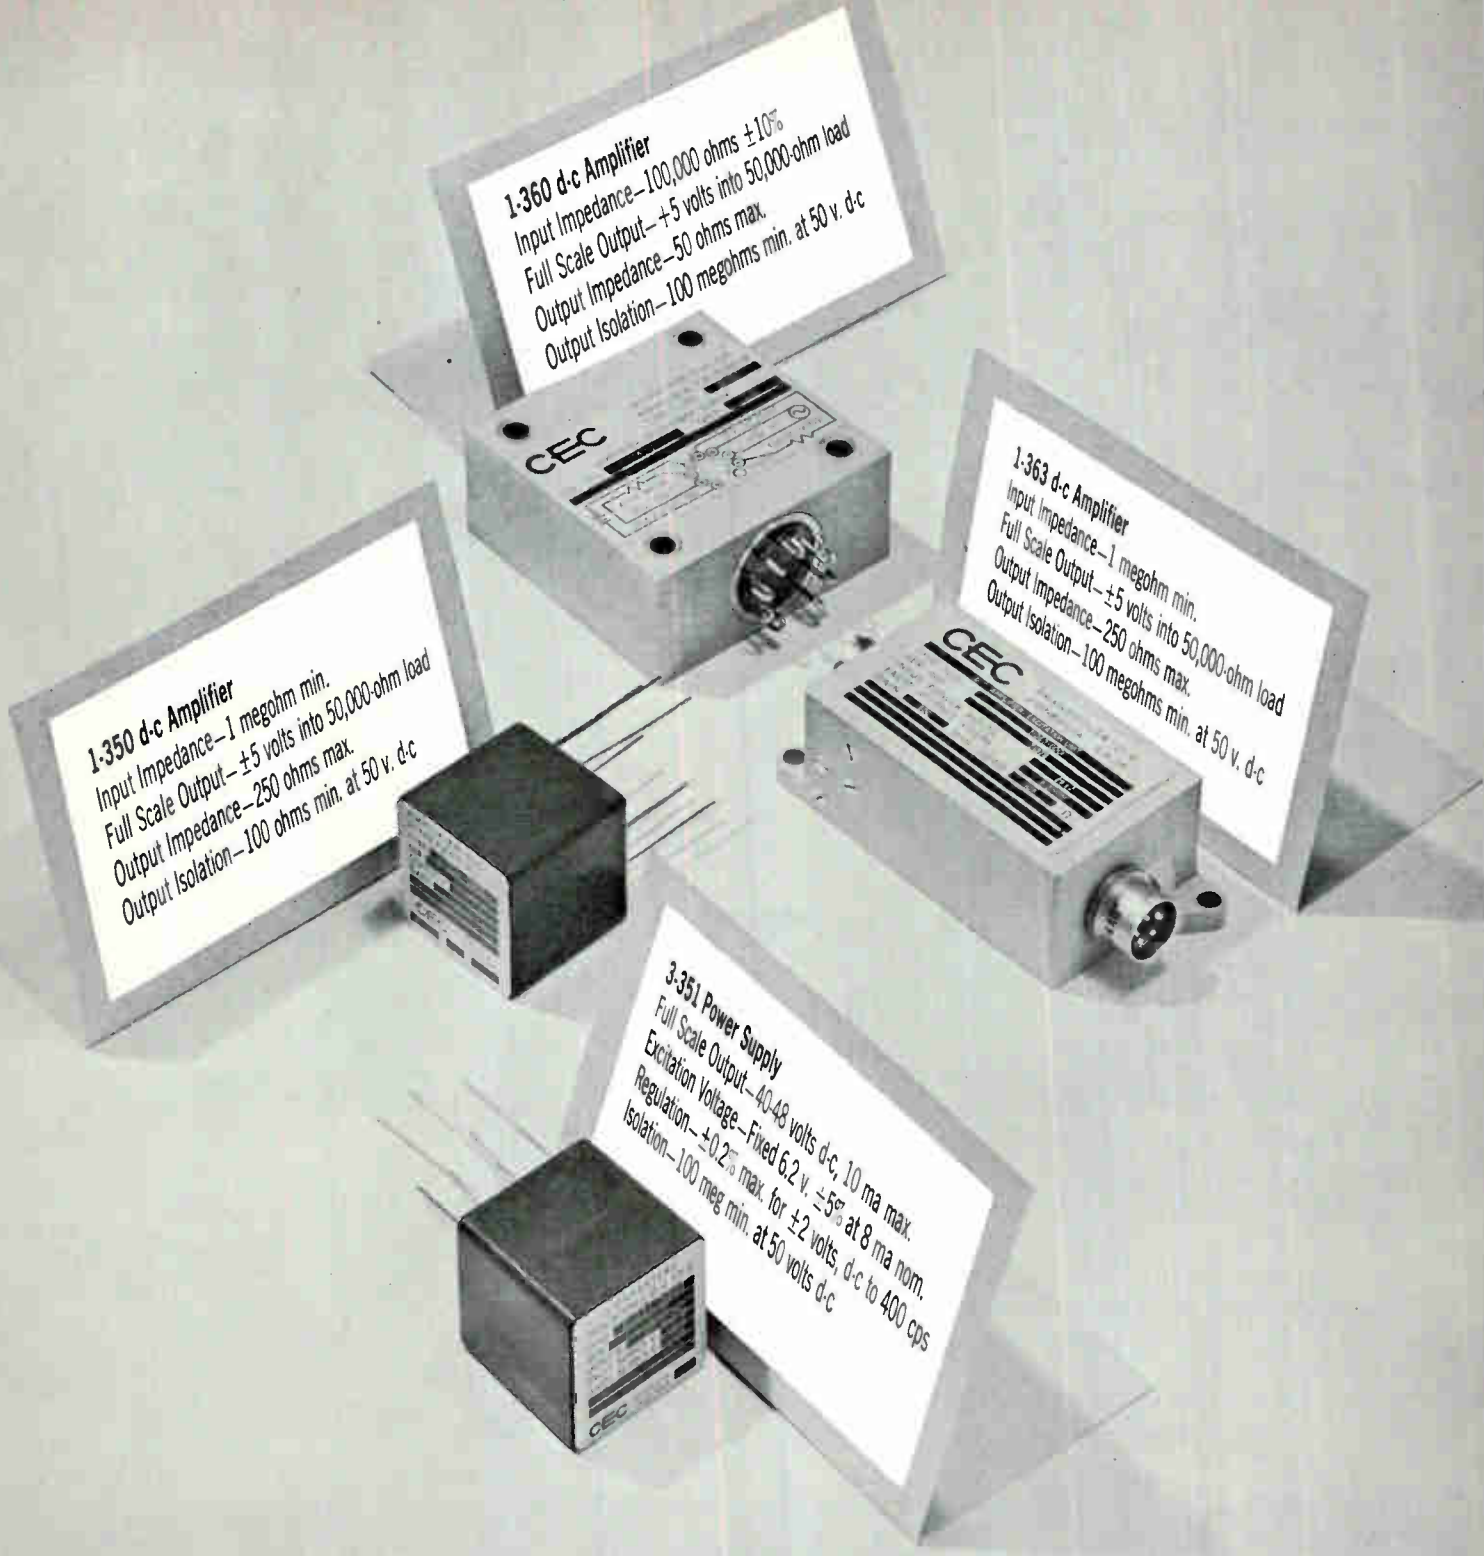 1-360 d-c Amplifier
Input Impedance—100,000 ohms ±10%
Full Scale Output—+5 volts into 50,000-ohm load
Output Impedance—50 ohms max.
Output Isolation—100 megohms min. at 50 v. d-c
CEC
1-363 d-c Amplifier
Input Impedance—1 megohm min.
Full Scale Output—±5 volts into 50,000-ohm load
Output Impedance—250 ohms max.
Output Isolation—100 megohms min. at 50 v. d-c
CEC
1-350 d-c Amplifier
Input Impedance—1 megohm min.
Full Scale Output—±5 volts into 50,000-ohm load
Output Impedance—250 ohms max.
Output Isolation—100 ohms min. at 50 v. d-c
3-351 Power Supply
Full Scale Output—40-48 volts d-c, 10 ma max.
Excitation Voltage—Fixed 6.2 v. ±5% at 8 ma nom.
Regulation—±0.2% max. for ±2 volts, d-c to 400 cps
Isolation—100 meg min. at 50 volts d-c
CEC